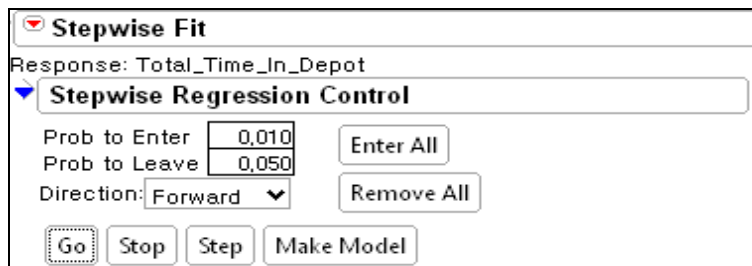 Stepwise Fit
Response: Total_Time_In_Depot
Stepwise Regression Control
Prob to Enter 0,010 Enter All
Prob to Leave 0,050
Direction: Forward Remove All
Go Stop Step Make Model